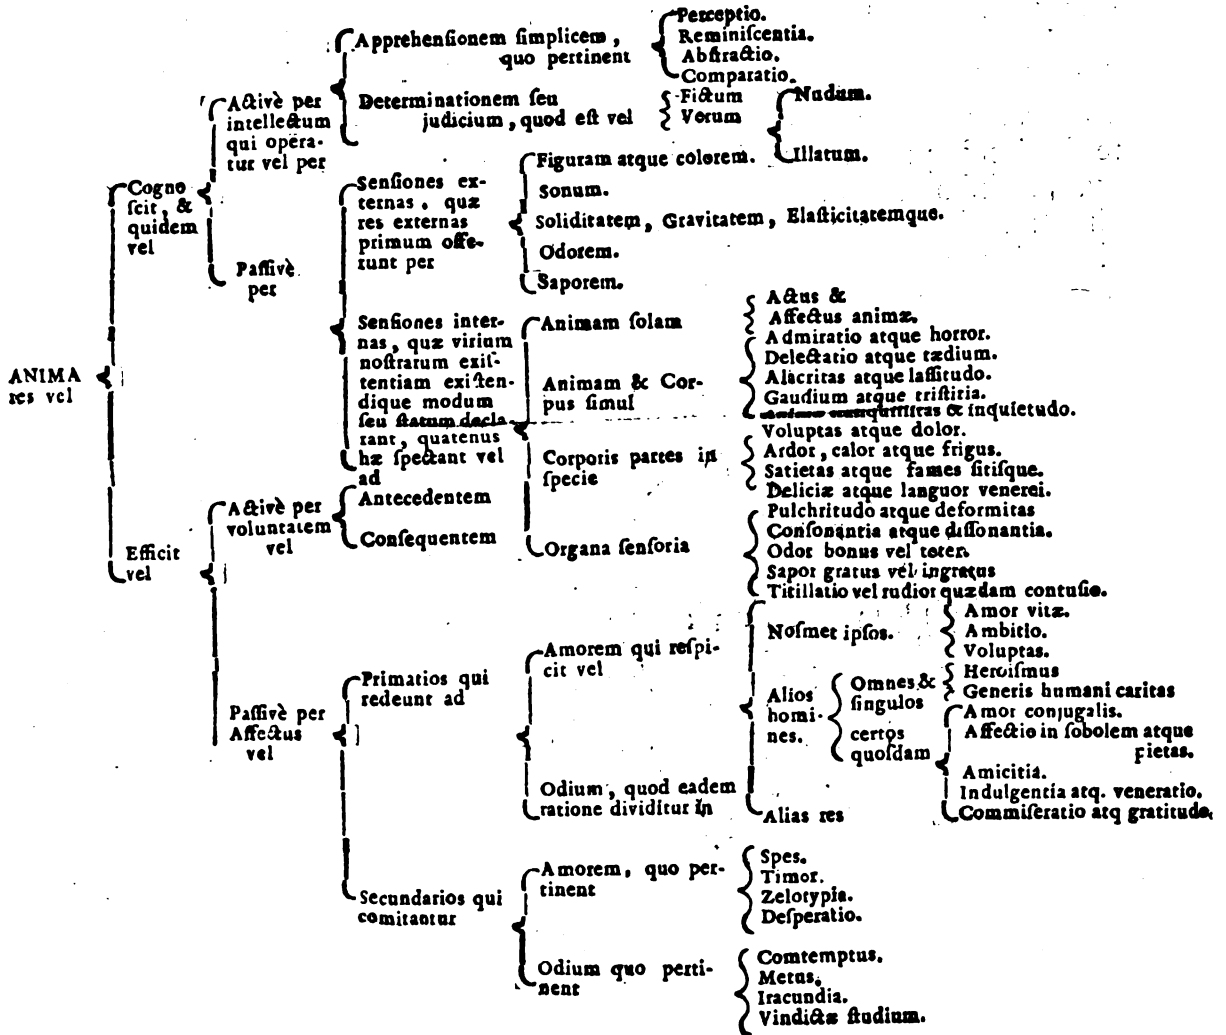 ANIMA
res vel
Cogno
ſcit, &
quidem
vel
Activè per
intellectum
qui opera-
tur vel per
Apprehenſionem ſimplicem,
quo pertinent
Perceptio.
Reminiſcentia.
Abſtractio.
Comparatio.
Determinationem ſeu
judicium, quod eſt vel
Fictum
Verum
Nudum.
Illatum.
Paſſivè
per
Senſiones ex-
ternas, quæ
res externas
primum offe-
runt per
Figuram atque colorem.
Sonum.
Soliditatem, Gravitatem, Elaſticitatemque.
Odorem.
Saporem.
Senſiones inter-
nas, quæ virium
noſtrarum exiſ-
tentiam exiſten-
dique modum
ſeu ſtatum decla-
rant, quatenus
hæ ſpectant vel
ad
Animam ſolam
Actus &
Affectus animæ.
Animam & Cor-
pus ſimul
Admiratio atque horror.
Delectatio atque tædium.
Alacritas atque laſſitudo.
Gaudium atque triſtitia.
& inquietudo.
Corporis partes in
ſpecie
Voluptas atque dolor.
Ardor, calor atque frigus.
Satietas atque fames ſitiſque.
Deliciæ atque languor venerei.
Organa ſenſoria
Pulchritudo atque deformitas
Conſonantia atque diſſonantia.
Odor bonus vel teter.
Sapor gratus vel ingratus
Titillatio vel rudior quædam contuſio.
Efficit
vel
Activè per
voluntatem
vel
Antecedentem
Conſequentem
Paſſivè per
Affectus
vel
Primarios qui
redeunt ad
Amorem qui reſpi-
cit vel
Noſmet ipſos.
Amor vitæ.
Ambitio.
Voluptas.
Alios
homi-
nes.
Omnes &
ſingulos
Heroiſmus
Generis humani caritas
certos
quoſdam
Amor conjugalis.
Affectio in ſobolem atque
pietas.
Amicitia.
Indulgentia atq. veneratio.
Commiſeratio atq gratitudo.
Alias res
Odium, quod eadem
ratione dividitur in
Secundarios qui
comitantur
Amorem, quo per-
tinent
Spes.
Timor.
Zelotypia.
Deſperatio.
Odium quo perti-
nent
Comtemptus.
Metus.
Iracundia.
Vindictæ ſtudium.